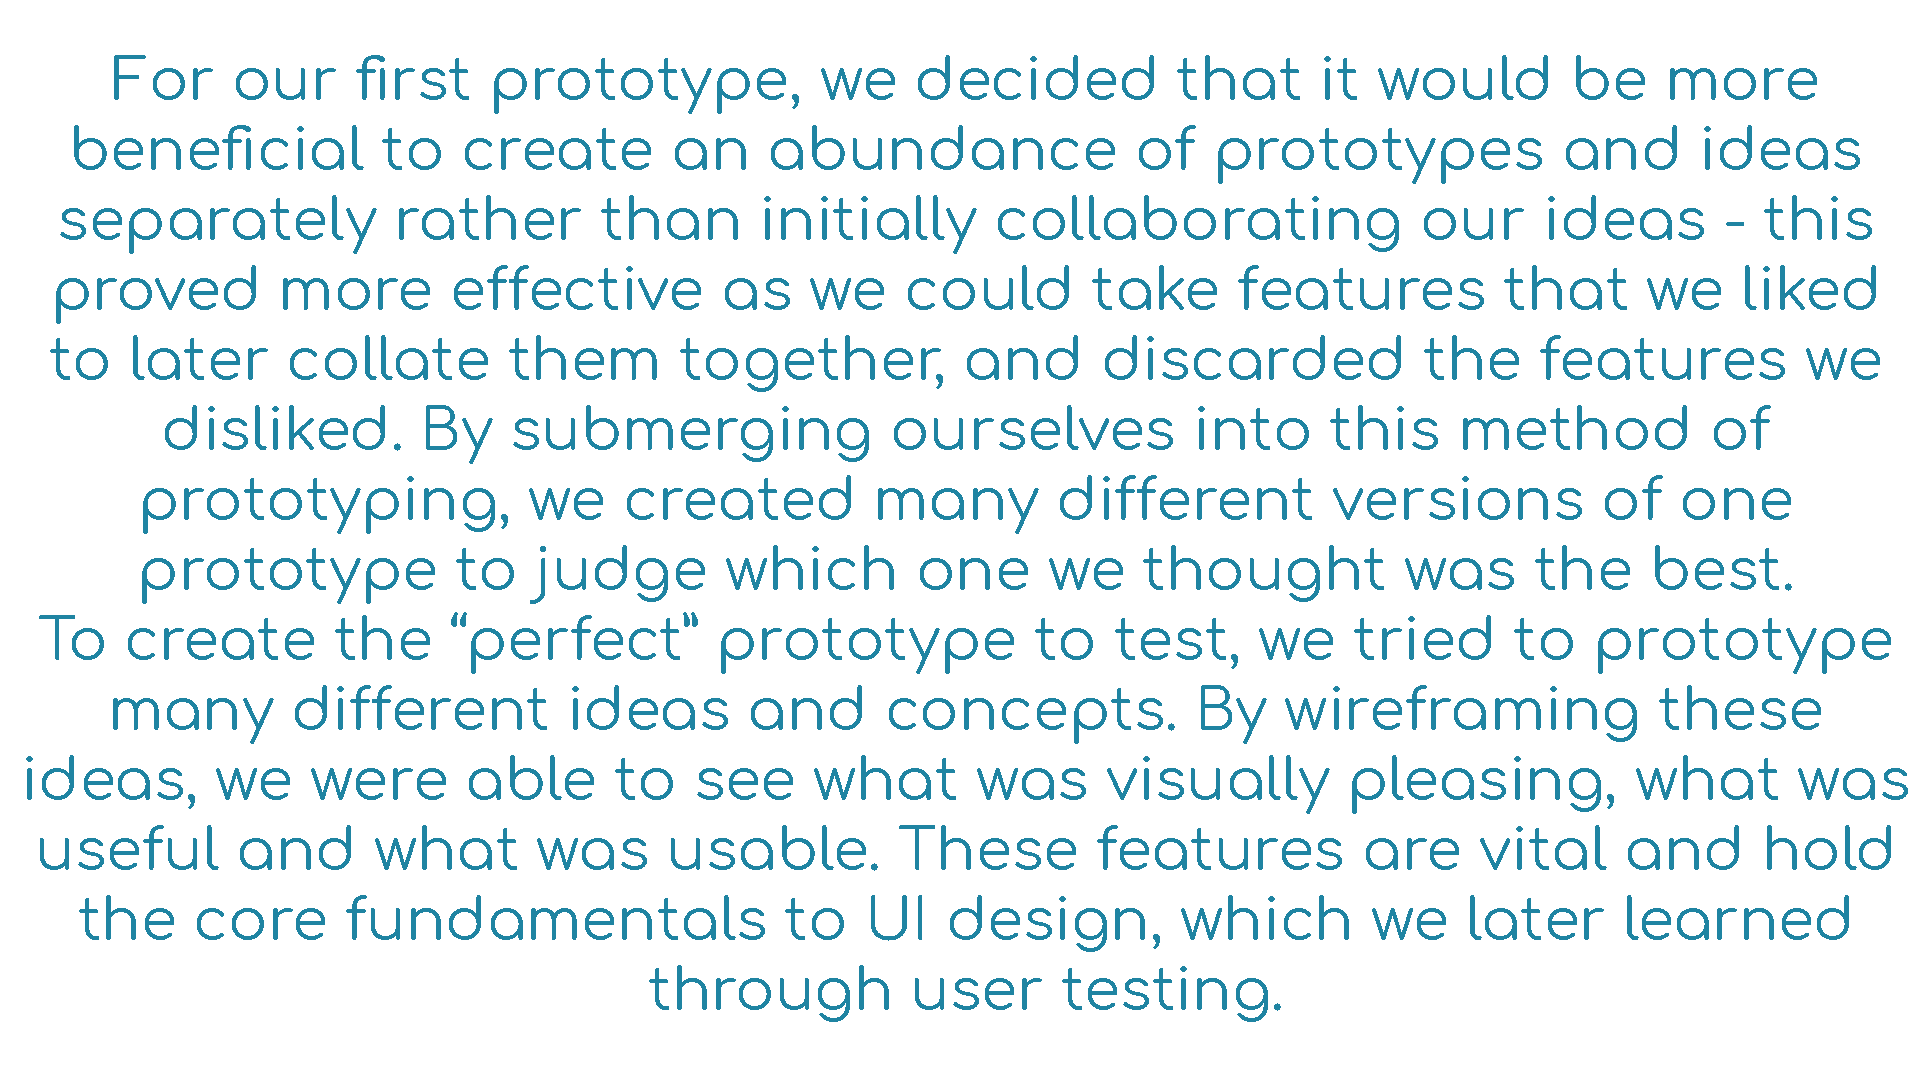 For our first prototype, we decided that it would be more
beneficial to create an abundance of prototypes and ideas
separately rather than initially collaborating our ideas - this
proved more effective as we could take features that we liked
to later collate them together, and discarded the features we
disliked. By submerging ourselves into this method of
prototyping, we created many different versions of one
prototype to judge which one we thought was the best.
To create the “perfect” prototype to test, we tried to prototype
many different ideas and concepts. By wireframing these
ideas, we were able to see what was visually pleasing, what was
useful and what was usable. These features are vital and hold
the core fundamentals to UI design, which we later learned
through user testing.